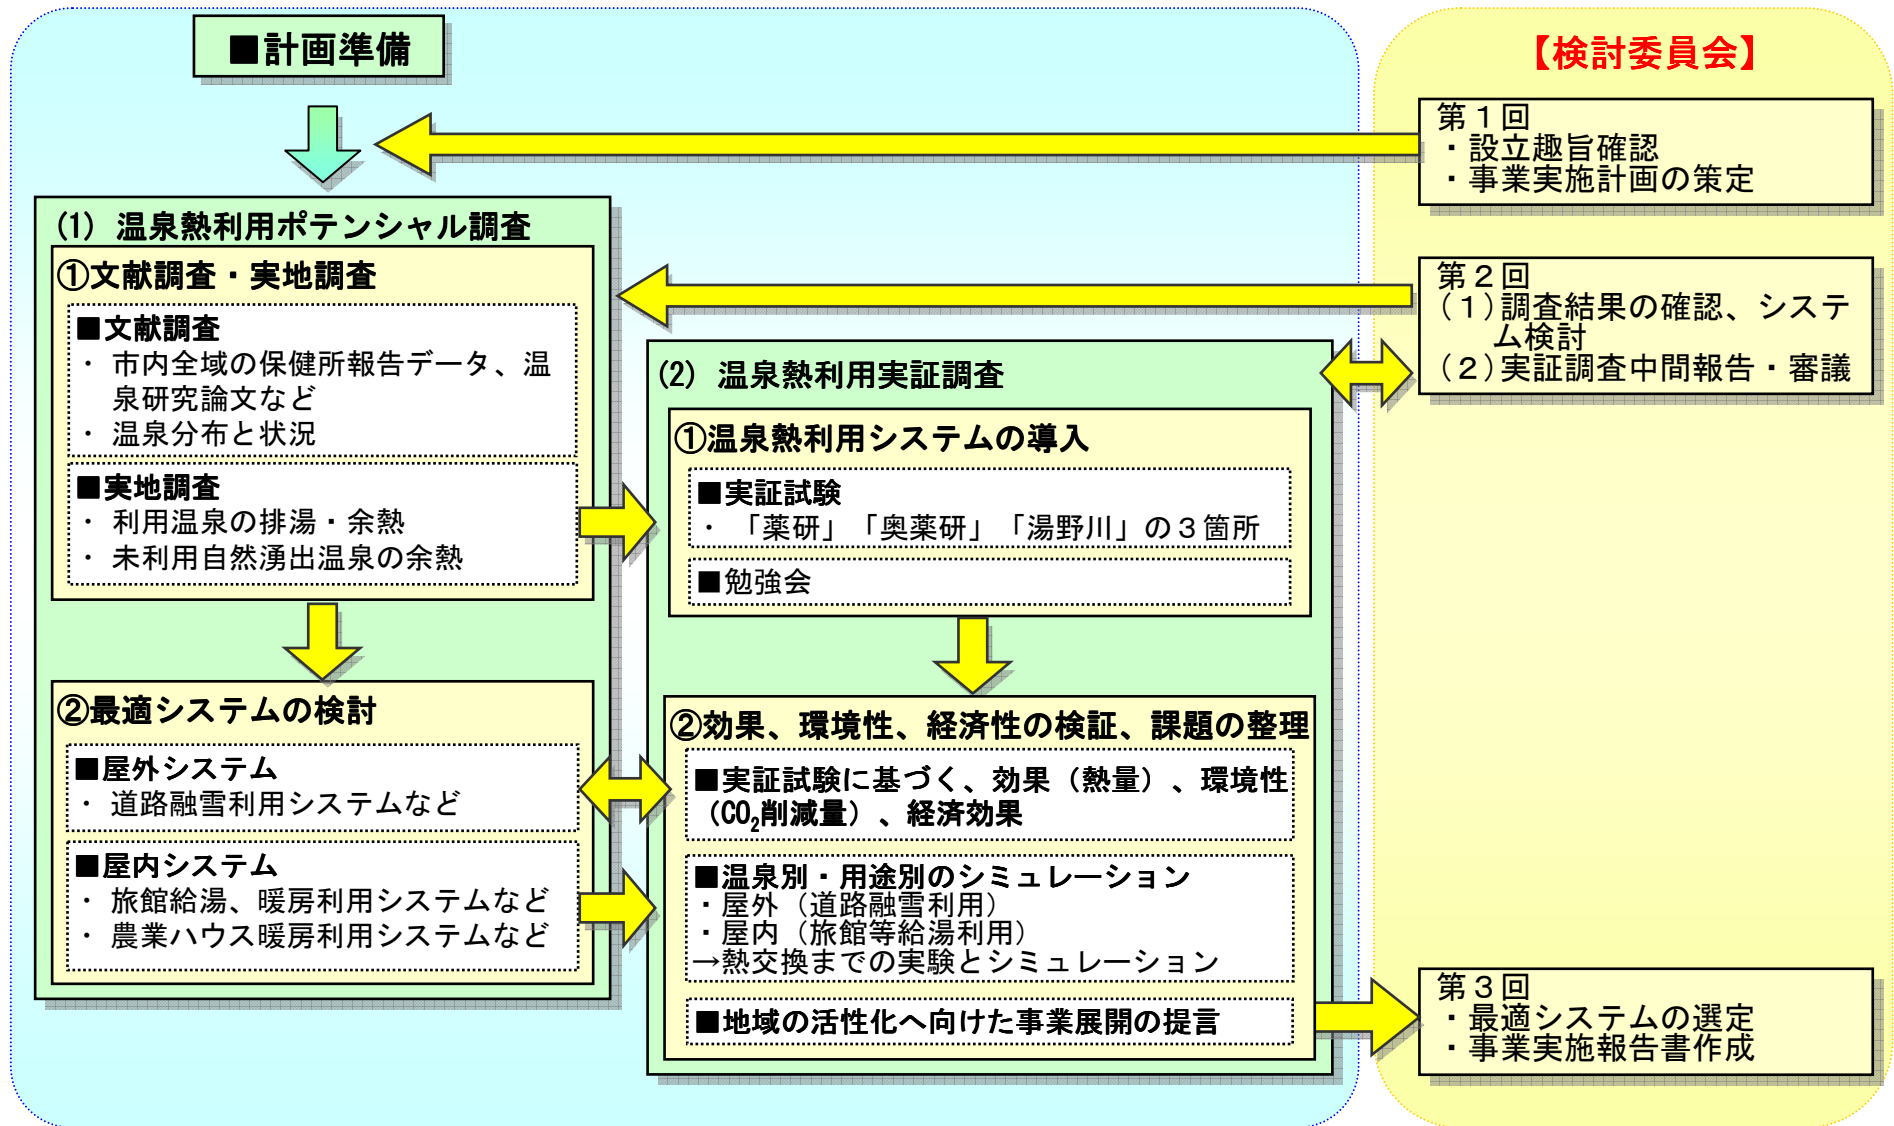 ■計画準備
(1) 温泉熱利用ポテンシャル調査
①文献調査・実地調査
■文献調査
・ 市内全域の保健所報告データ、温
泉研究論文など
・ 温泉分布と状況
■実地調査
・ 利用温泉の排湯・余熱
・ 未利用自然湧出温泉の余熱
②最適システムの検討
■屋外システム
・ 道路融雪利用システムなど
■屋内システム
・ 旅館給湯、暖房利用システムなど
・ 農業ハウス暖房利用システムなど
(2) 温泉熱利用実証調査
①温泉熱利用システムの導入
■実証試験
・ 「薬研」「奥薬研」「湯野川」の３箇所
■勉強会
②効果、環境性、経済性の検証、課題の整理
■実証試験に基づく、効果（熱量）、環境性
（CO₂削減量）、経済効果
■温泉別・用途別のシミュレーション
・屋外（道路融雪利用）
・屋内（旅館等給湯利用）
→熱交換までの実験とシミュレーション
■地域の活性化へ向けた事業展開の提言
【検討委員会】
第１回
・設立趣旨確認
・事業実施計画の策定
第２回
（１）調査結果の確認、システ
ム検討
（２）実証調査中間報告・審議
第３回
・最適システムの選定
・事業実施報告書作成